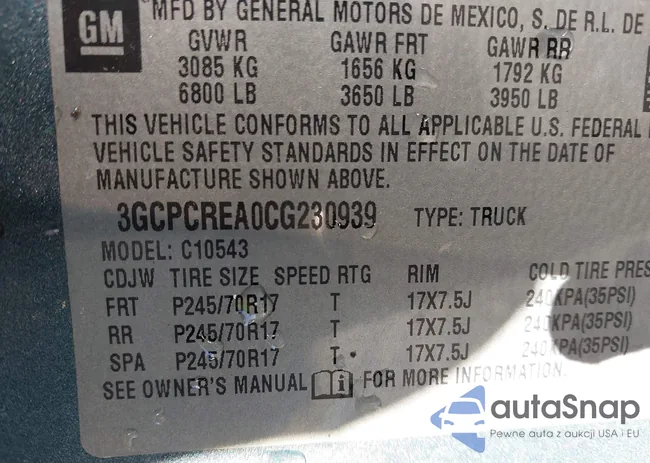 GM
MFD BY GENERAL MOTORS DE MEXICO, S. DE R.L. DE
GVWR GAWR FRT GAWR RR
3085 KG 1656 KG 1792 KG
6800 LB 3650 LB 3950 LB
*THIS VEHICLE CONFORMS TO ALL APPLICABLE U.S. FEDERAL
VEHICLE SAFETY STANDARDS IN EFFECT ON THE DATE OF
MANUFACTURE SHOWN ABOVE.
3GCPCREA0CG230939 TYPE: TRUCK
MODEL: C10543
CDJW TIRE SIZE SPEED RTG RIM COLD TIRE PRES
FRT P245/70R17 T 17X7.5J 240KPA(35PSI)
RR P245/70R17 T 17X7.5J 240KPA(35PSI)
SPA P245/70R17 T 17X7.5J 240KPA(35PSI)
SEE OWNER'S MANUAL FOR MORE INFORMATION.
autaSnap
Pewne auta z aukcji USA i EU